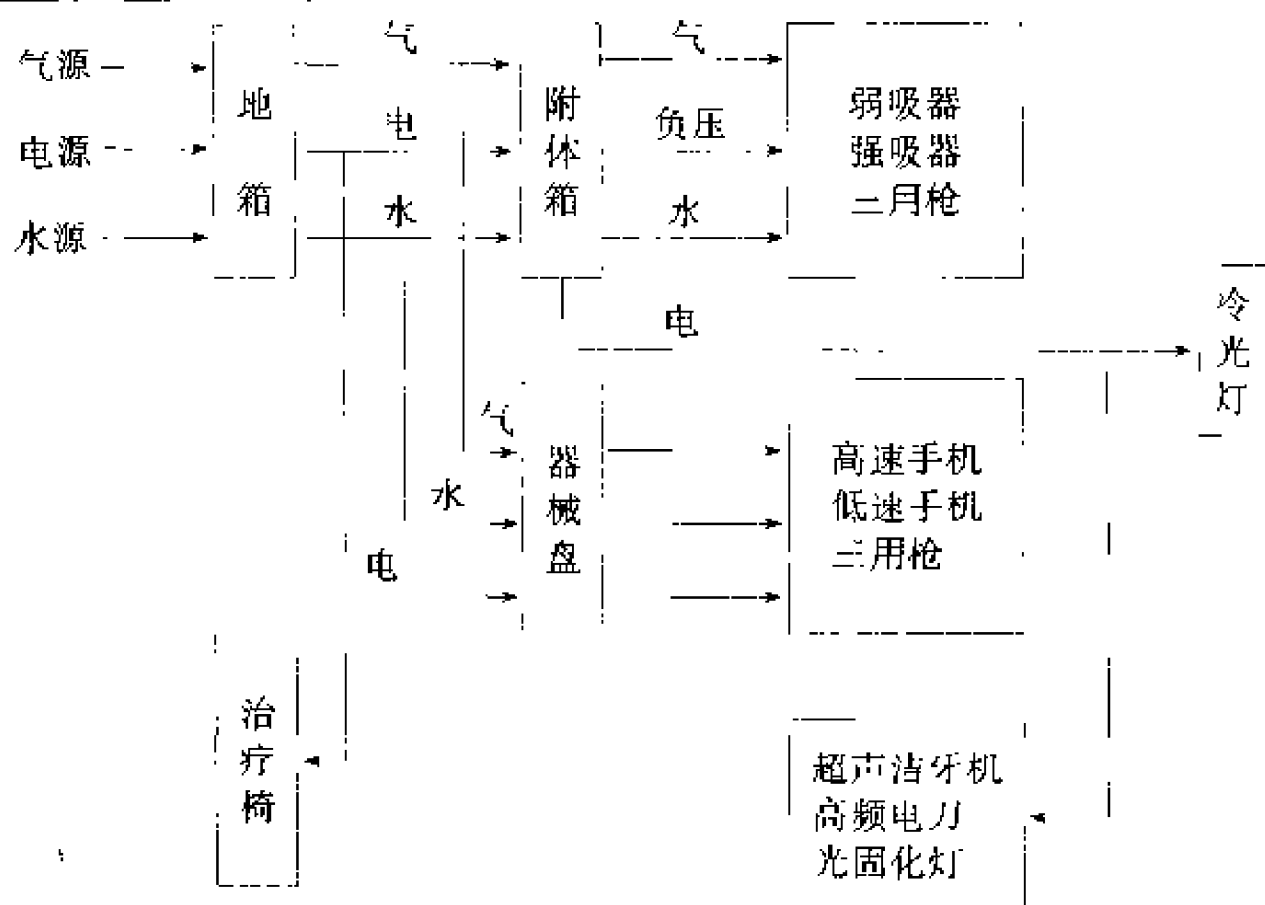 气源
电源
水源
地箱
气
电
水
附体箱
气
负压
水
弱吸器
强吸器
三用枪
电
冷光灯
气
水
电
器械盘
高速手机
低速手机
三用枪
治疗椅
超声洁牙机
高频电刀
光固化灯